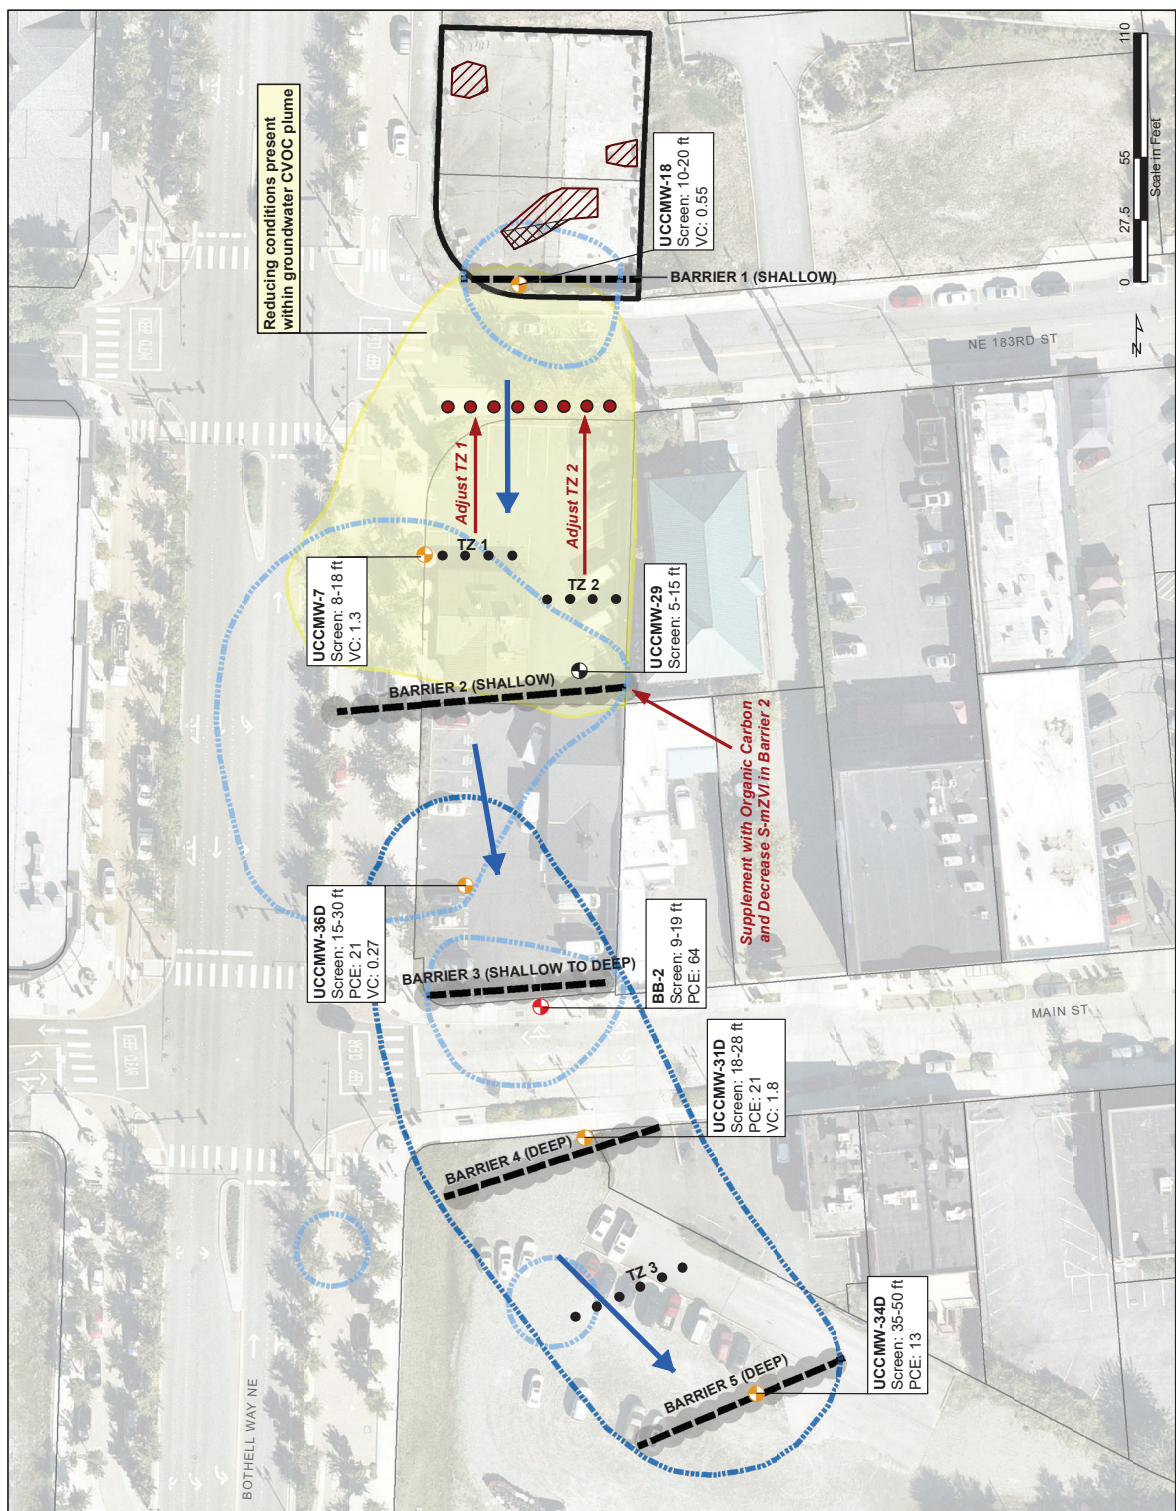 Reducing conditions present
within groundwater CVOC plume
UCCMW-18
Screen: 10-20 ft
VC: 0.55
BARRIER 1 (SHALLOW)
110
55
27.5
0
Scale in Feet
N
NE 183RD ST
Adjust TZ 1
Adjust TZ 2
TZ 1
TZ 2
UCCMW-7
Screen: 8-18 ft
VC: 1.3
UCCMW-29
Screen: 5-15 ft
BARRIER 2 (SHALLOW)
Supplement with Organic Carbon
and Decrease S-mZVI in Barrier 2
UCCMW-36D
Screen: 15-30 ft
PCE: 21
VC: 0.27
BARRIER 3 (SHALLOW TO DEEP)
BB-2
Screen: 9-19 ft
PCE: 64
MAIN ST
UCCMW-31D
Screen: 18-28 ft
PCE: 21
VC: 1.8
BARRIER 4 (DEEP)
TZ 3
BARRIER 5 (DEEP)
UCCMW-34D
Screen: 35-50 ft
PCE: 13
BOTHELL WAY NE